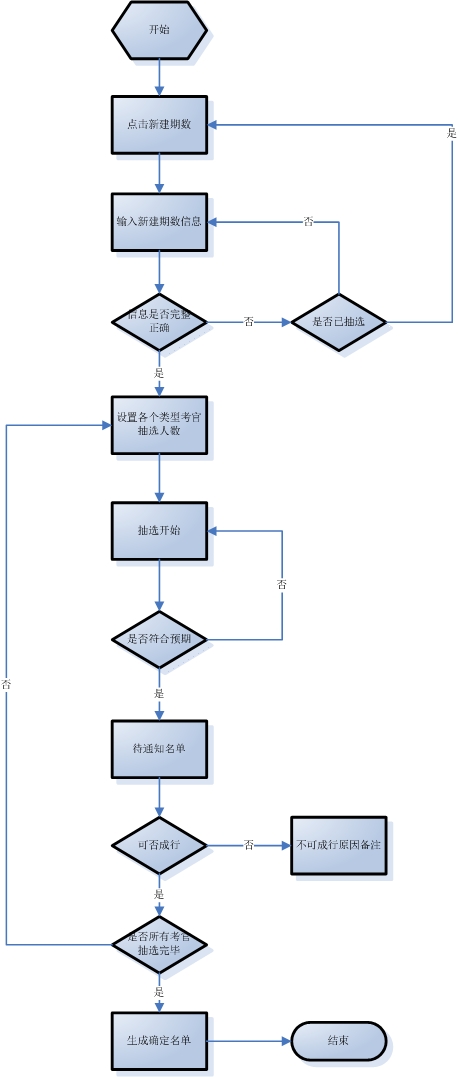 开始
点击新建期数
是
输入新建期数信息
否
信息是否完整
正确
否
是否已抽选
是
设置各个类型考官
抽选人数
抽选开始
否
是否符合预期
否
是
待通知名单
可否成行
否
不可成行原因备注
是
是否所有考官
抽选完毕
是
生成确定名单
结束